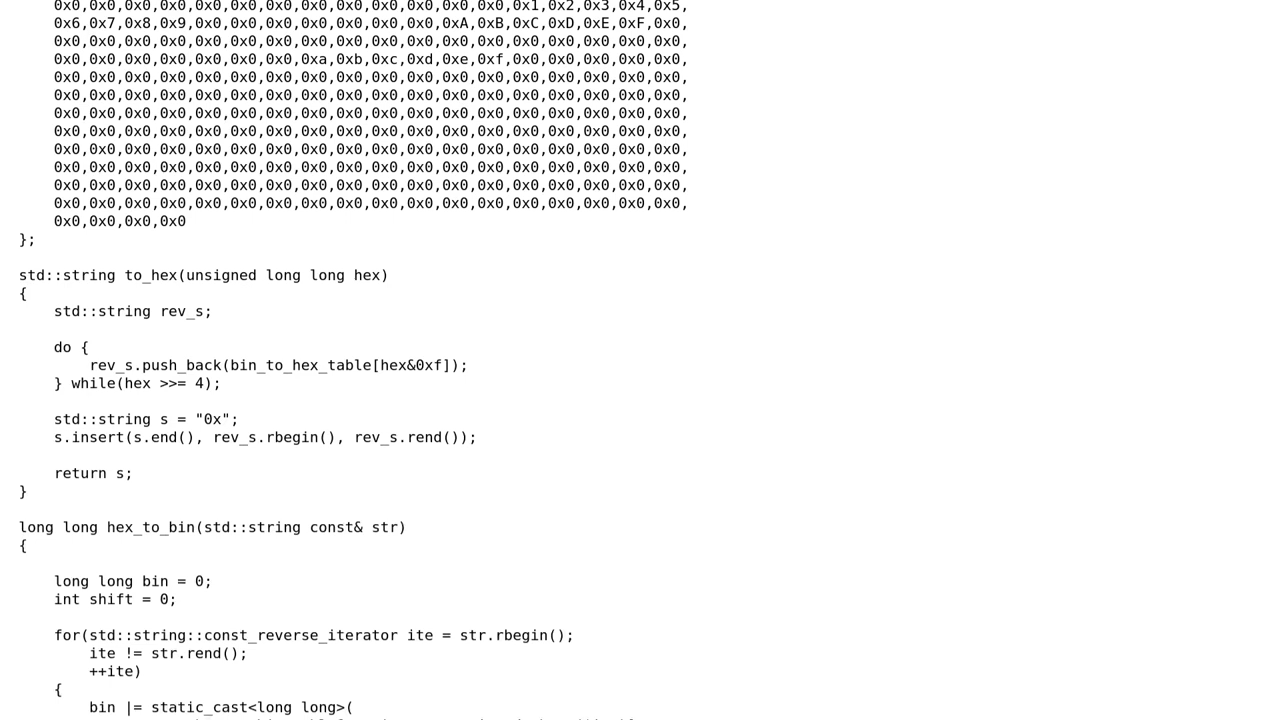 0x0,0x0,0x0,0x0,0x0,0x0,0x0,0x0,0x0,0x0,0x0,0x0,0x0,0x1,0x2,0x3,0x4,0x5,
0x6,0x7,0x8,0x9,0x0,0x0,0x0,0x0,0x0,0x0,0x0,0xA,0xB,0xC,0xD,0xE,0xF,0x0,
0x0,0x0,0x0,0x0,0x0,0x0,0x0,0x0,0x0,0x0,0x0,0x0,0x0,0x0,0x0,0x0,0x0,0x0,
0x0,0x0,0x0,0x0,0x0,0x0,0x0,0xa,0xb,0xc,0xd,0xe,0xf,0x0,0x0,0x0,0x0,0x0,
0x0,0x0,0x0,0x0,0x0,0x0,0x0,0x0,0x0,0x0,0x0,0x0,0x0,0x0,0x0,0x0,0x0,0x0,
0x0,0x0,0x0,0x0,0x0,0x0,0x0,0x0,0x0,0x0,0x0,0x0,0x0,0x0,0x0,0x0,0x0,0x0,
0x0,0x0,0x0,0x0,0x0,0x0,0x0,0x0,0x0,0x0,0x0,0x0,0x0,0x0,0x0,0x0,0x0,0x0,
0x0,0x0,0x0,0x0,0x0,0x0,0x0,0x0,0x0,0x0,0x0,0x0,0x0,0x0,0x0,0x0,0x0,0x0,
0x0,0x0,0x0,0x0,0x0,0x0,0x0,0x0,0x0,0x0,0x0,0x0,0x0,0x0,0x0,0x0,0x0,0x0,
0x0,0x0,0x0,0x0,0x0,0x0,0x0,0x0,0x0,0x0,0x0,0x0,0x0,0x0,0x0,0x0,0x0,0x0,
0x0,0x0,0x0,0x0,0x0,0x0,0x0,0x0,0x0,0x0,0x0,0x0,0x0,0x0,0x0,0x0,0x0,0x0,
0x0,0x0,0x0,0x0,0x0,0x0,0x0,0x0,0x0,0x0,0x0,0x0,0x0,0x0,0x0,0x0,0x0,0x0,
0x0,0x0,0x0,0x0
};
std::string to_hex(unsigned long long hex)
{
std::string rev_s;
do {
rev_s.push_back(bin_to_hex_table[hex&0xf]);
} while(hex >>= 4);
std::string s = "0x";
s.insert(s.end(), rev_s.rbegin(), rev_s.rend());
return s;
}
long long hex_to_bin(std::string const& str)
{
long long bin = 0;
int shift = 0;
for(std::string::const_reverse_iterator ite = str.rbegin();
ite != str.rend();
++ite)
{
bin |= static_cast<long long>(